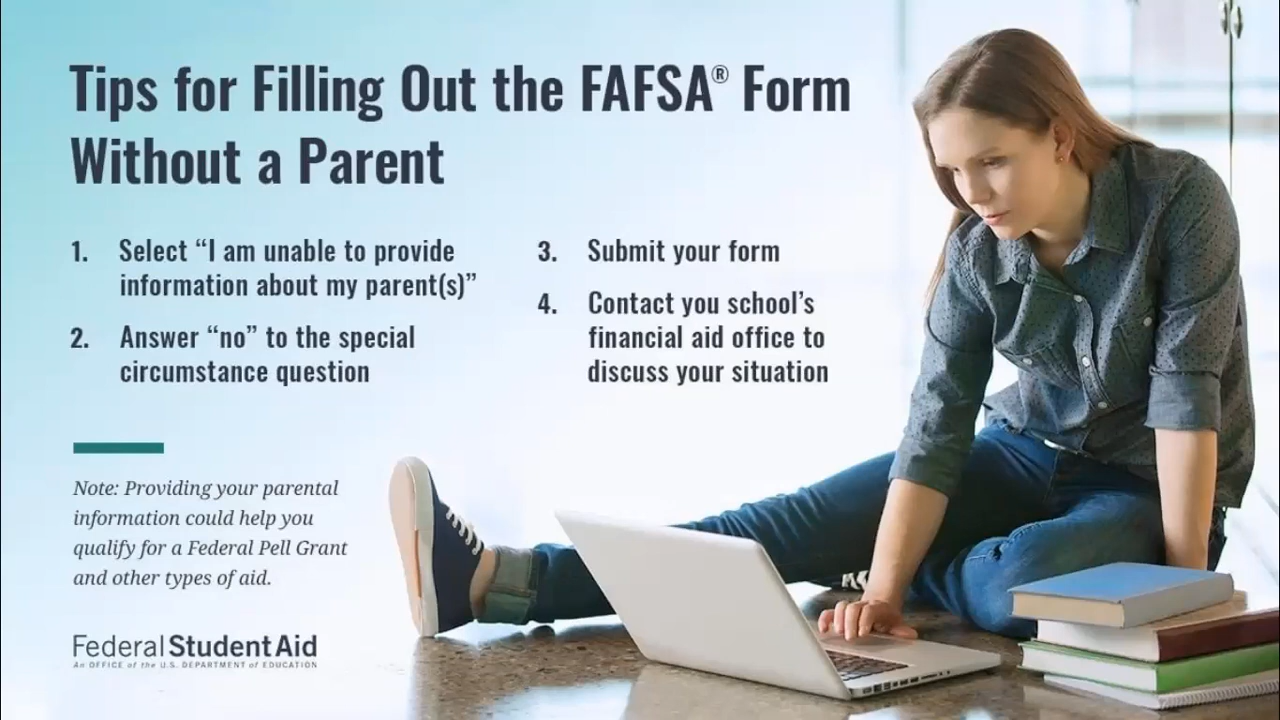 Tips for Filling Out the FAFSA® Form
Without a Parent
1. Select “I am unable to provide
information about my parent(s)”
2. Answer “no” to the special
circumstance question
3. Submit your form
4. Contact you school’s
financial aid office to
discuss your situation
Note: Providing your parental
information could help you
qualify for a Federal Pell Grant
and other types of aid.
Federal Student Aid
An OFFICE of the U.S. DEPARTMENT of EDUCATION